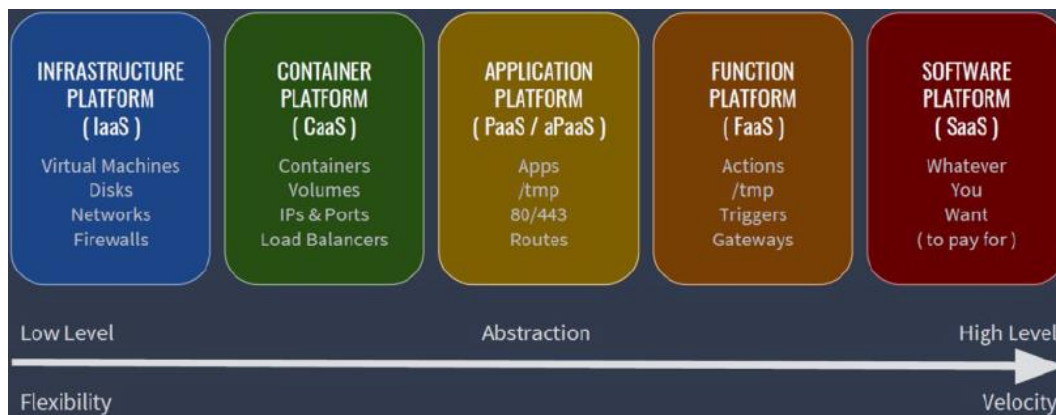 INFRASTRUCTURE
PLATFORM
( IaaS )
Virtual Machines
Disks
Networks
Firewalls
CONTAINER
PLATFORM
( CaaS )
Containers
Volumes
IPs & Ports
Load Balancers
APPLICATION
PLATFORM
( PaaS / aPaaS )
Apps
/tmp
80/443
Routes
FUNCTION
PLATFORM
( FaaS )
Actions
/tmp
Triggers
Gateways
SOFTWARE
PLATFORM
( SaaS )
Whatever
You
Want
( to pay for )
Low Level Abstraction High Level
Flexibility Velocity